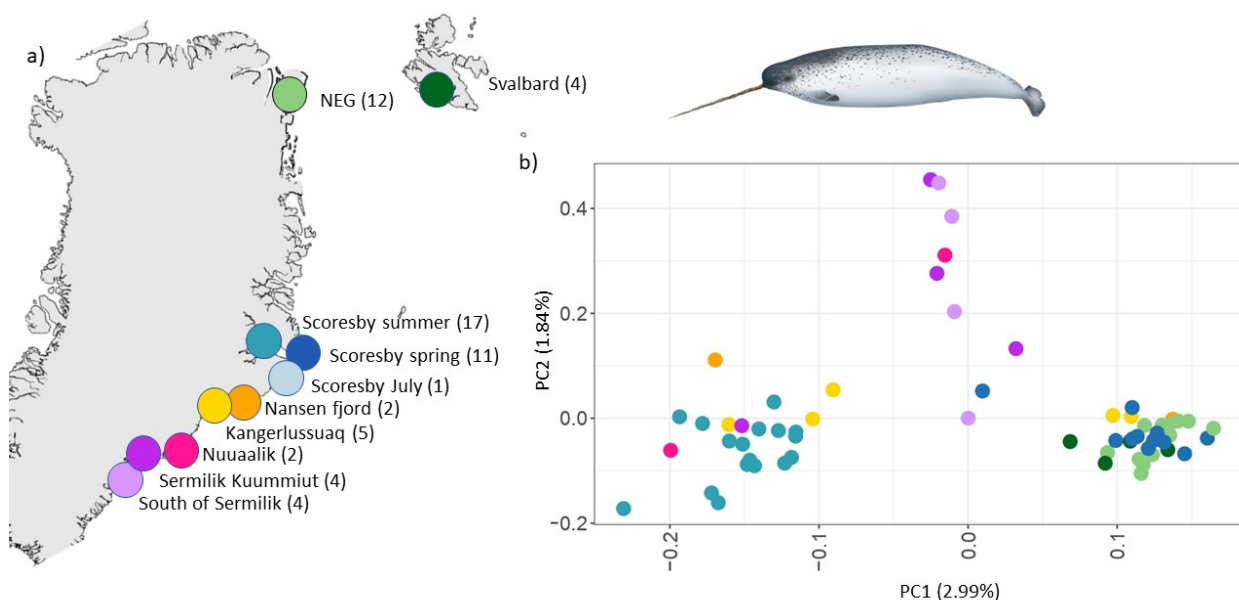 a)
NEG (12)
Svalbard (4)
Scoresby summer (17)
Scoresby spring (11)
Scoresby July (1)
Nansen fjord (2)
Kangerlussuaq (5)
Nuuaalik (2)
Sermilik Kuummiut (4)
South of Sermilik (4)
b)
PC2 (1.84%)
0.4
0.2
0.0
−0.2
−0.2
−0.1
0.0
0.1
PC1 (2.99%)